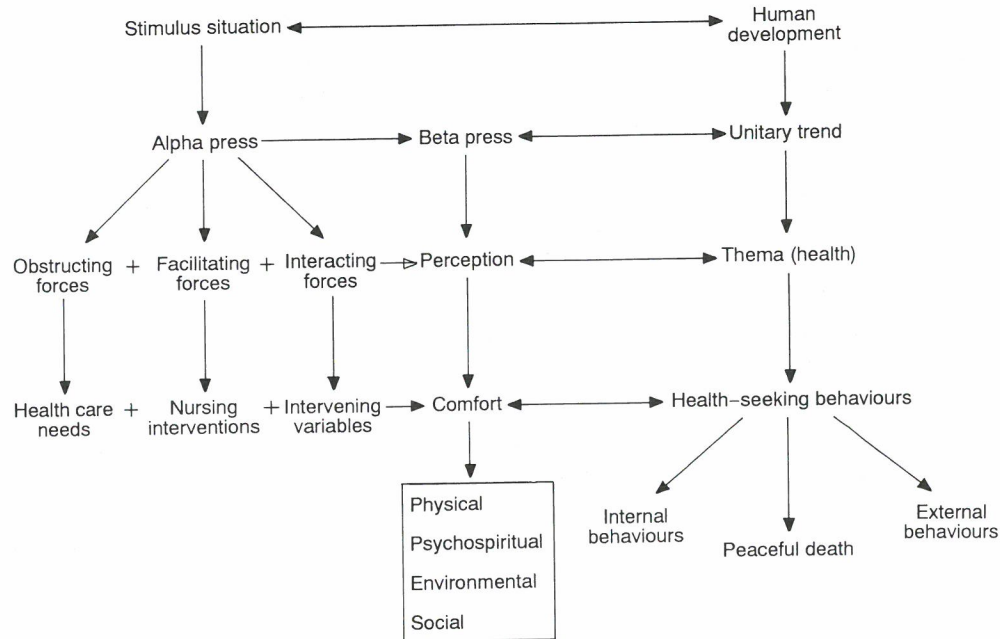 Stimulus situation
Human
development
Alpha press
Beta press
Unitary trend
Obstructing
forces
+
Facilitating
forces
+
Interacting
forces
Perception
Thema (health)
Health care
needs
+
Nursing
interventions
+
Intervening
variables
Comfort
Health–seeking behaviours
Physical
Psychospiritual
Environmental
Social
Internal
behaviours
Peaceful death
External
behaviours